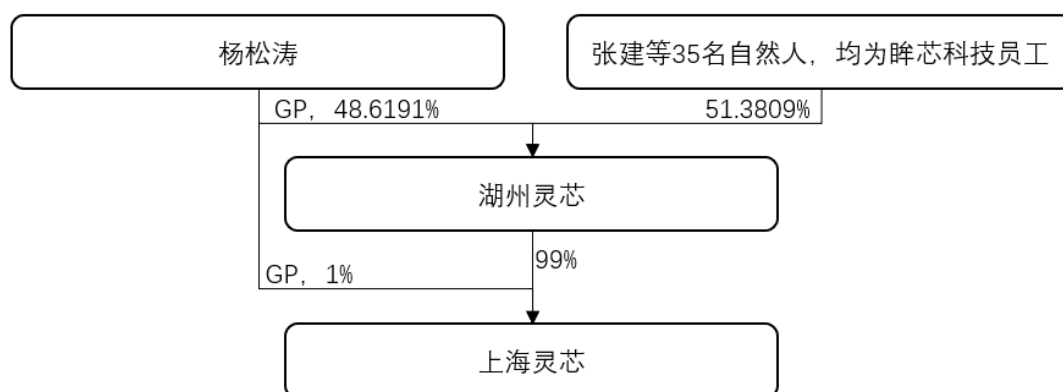 杨松涛
张建等35名自然人，均为眸芯科技员工
GP，48.6191%
51.3809%
湖州灵芯
99%
GP，1%
上海灵芯